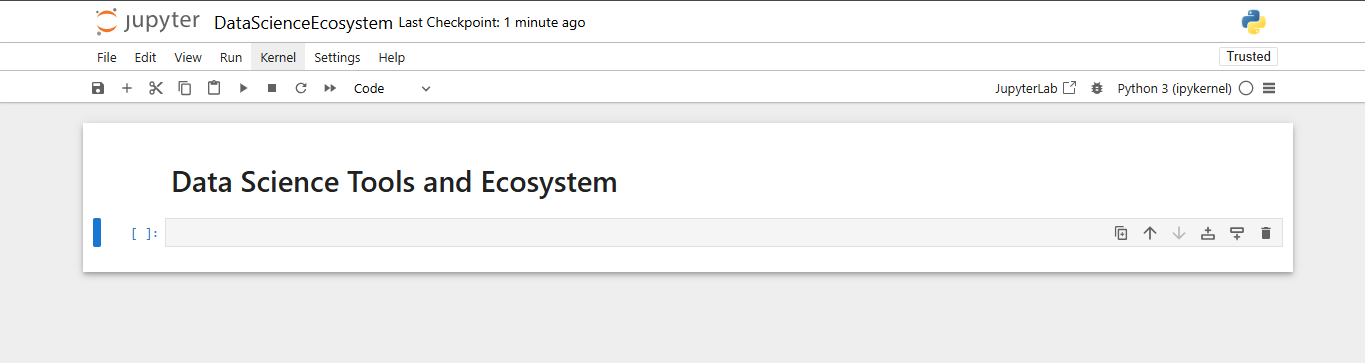 jupyter DataScienceEcosystem Last Checkpoint: 1 minute ago
File Edit View Run Kernel Settings Help Trusted
Code JupyterLab Python 3 (ipykernel)
Data Science Tools and Ecosystem
[ ]: